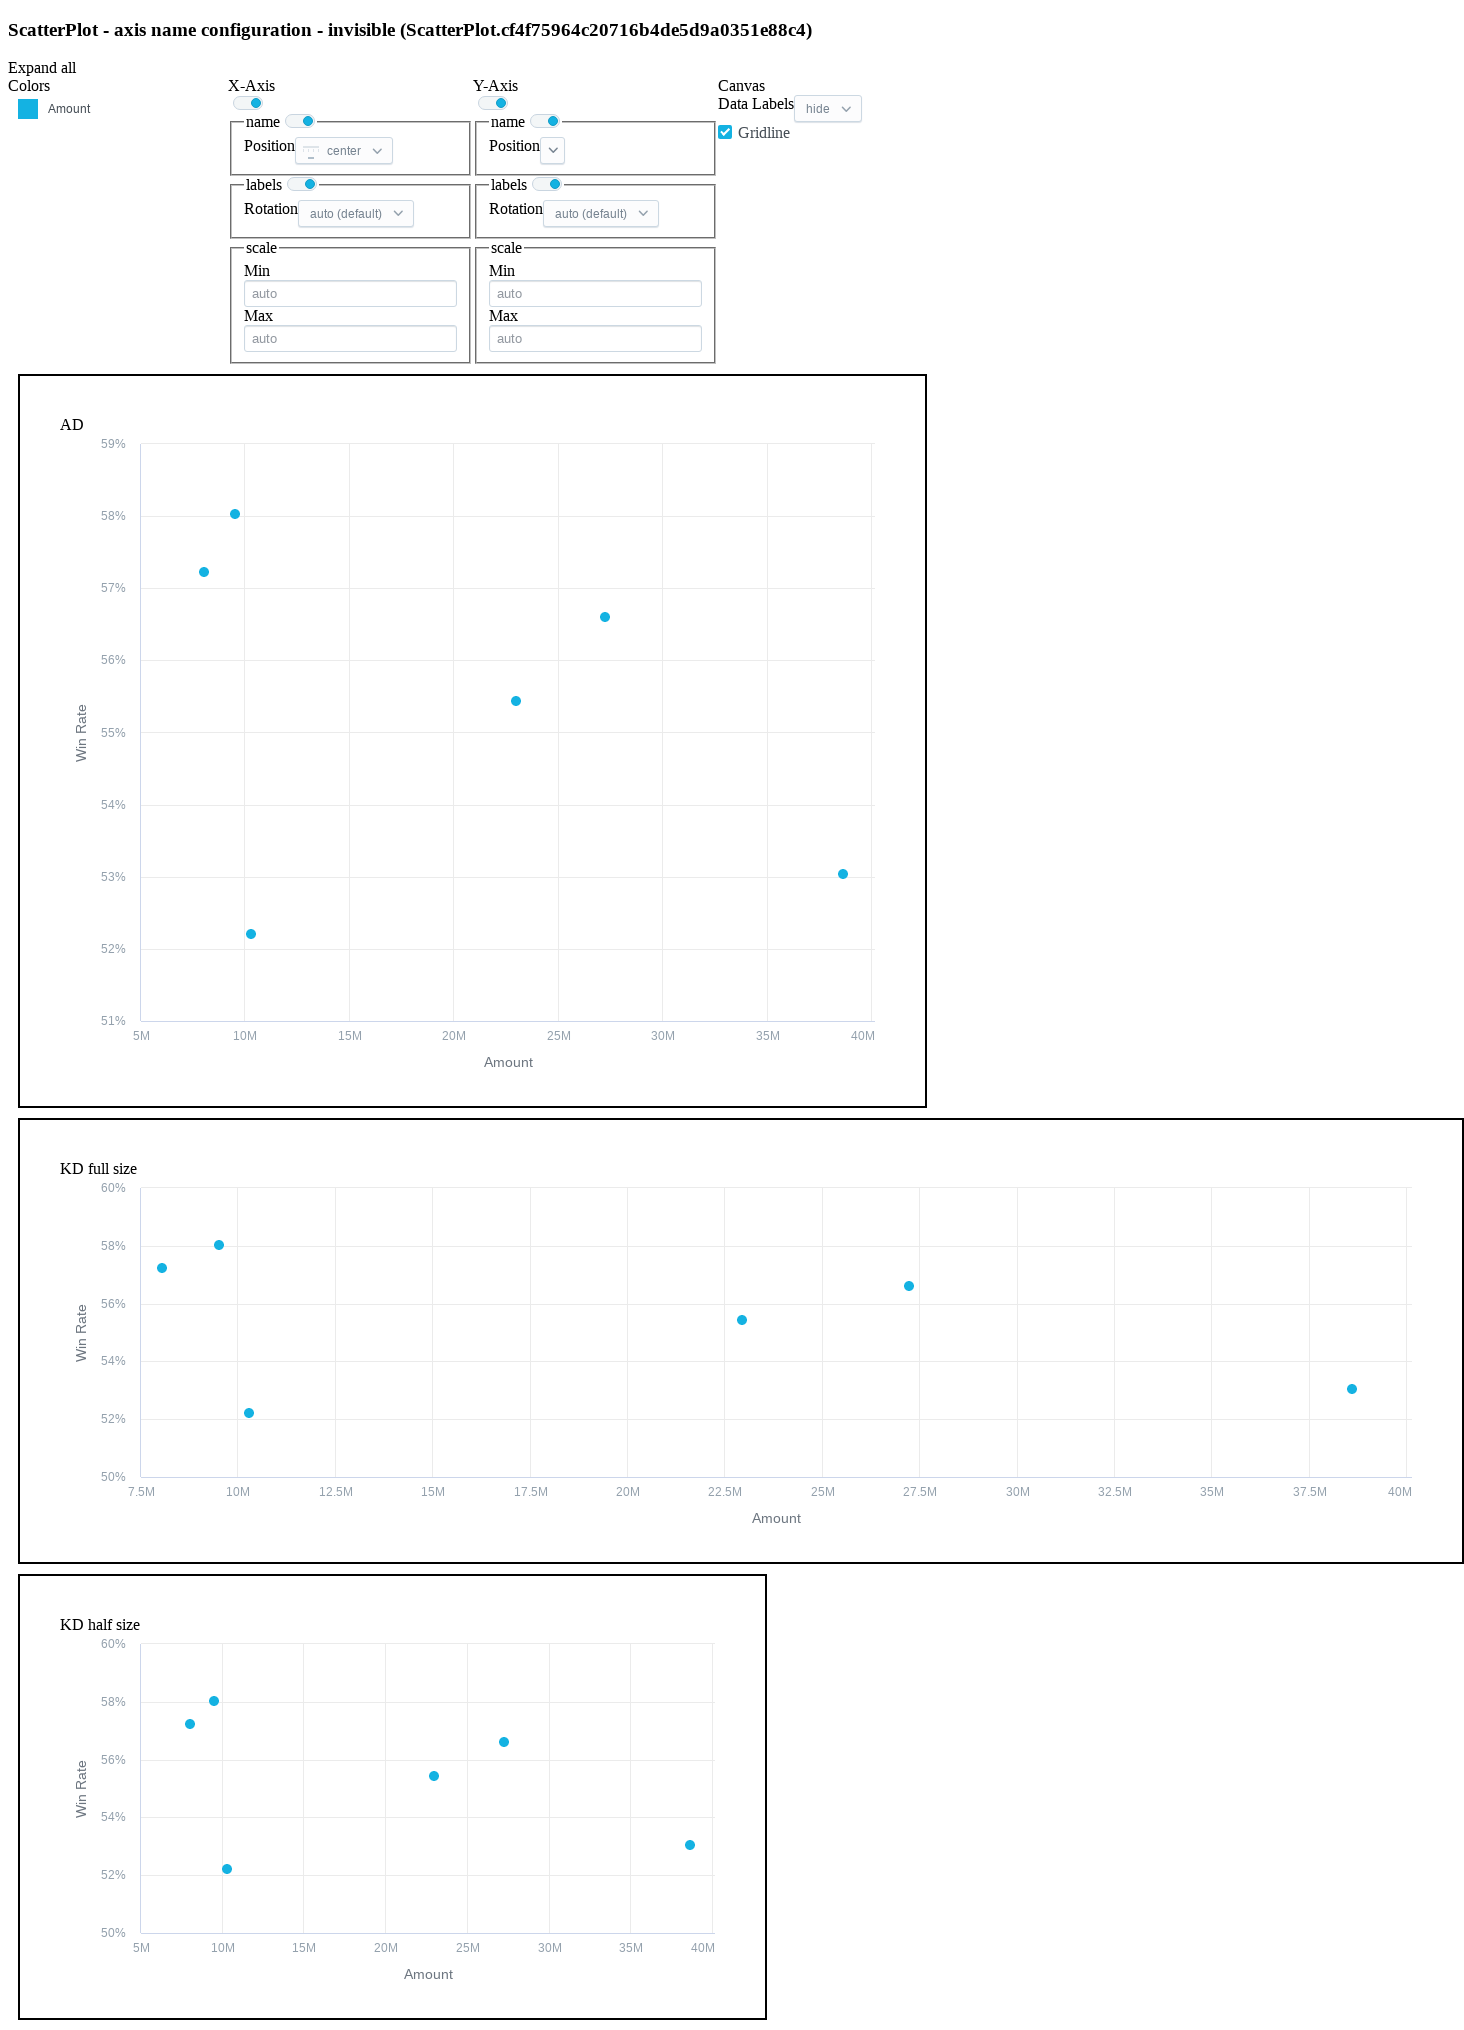 ScatterPlot - axis name configuration - invisible (ScatterPlot.cf4f75964c20716b4de5d9a0351e88c4)
Expand all
Colors
Amount
X-Axis
name
Position center
labels
Rotation auto (default)
scale
Min
auto
Max
auto
Y-Axis
name
Position
labels
Rotation auto (default)
scale
Min
auto
Max
auto
Canvas
Data Labels hide
Gridline
AD
59%
58%
57%
56%
55%
54%
53%
52%
51%
Win Rate
5M 10M 15M 20M 25M 30M 35M 40M
Amount
KD full size
60%
58%
56%
54%
52%
50%
Win Rate
7.5M 10M 12.5M 15M 17.5M 20M 22.5M 25M 27.5M 30M 32.5M 35M 37.5M 40M
Amount
KD half size
60%
58%
56%
54%
52%
50%
Win Rate
5M 10M 15M 20M 25M 30M 35M 40M
Amount